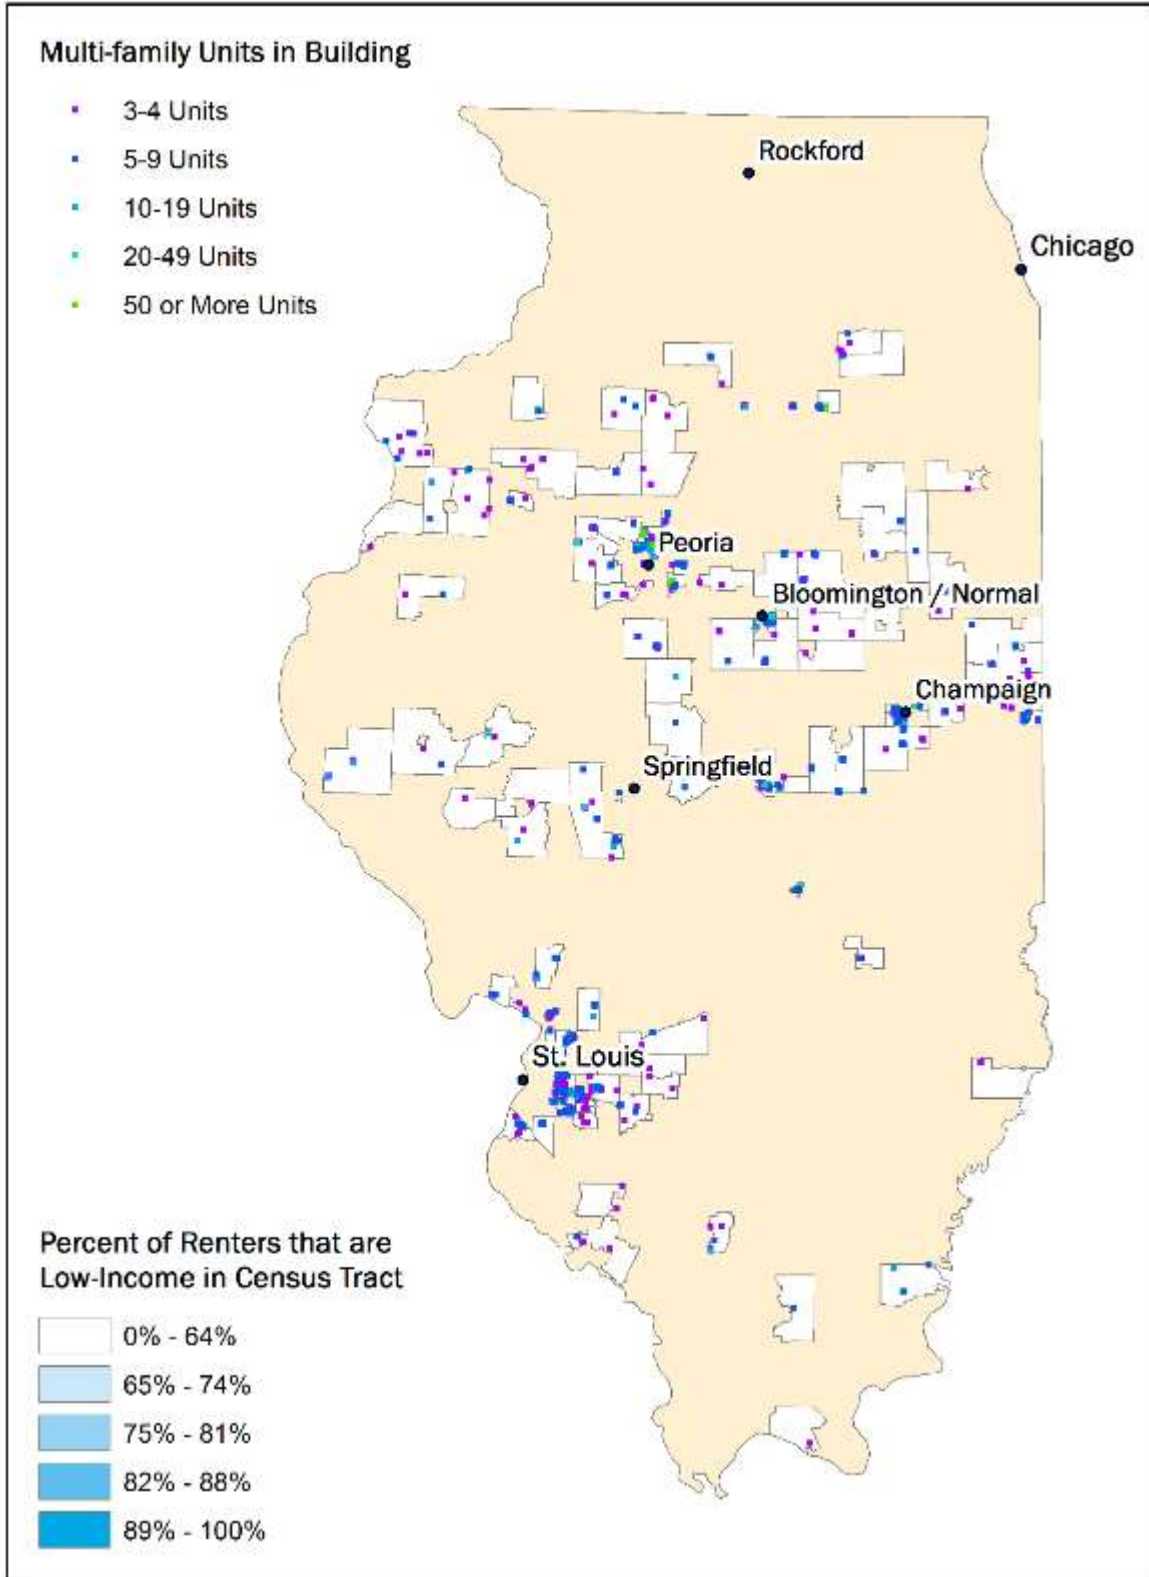 Multi-family Units in Building
3-4 Units
5-9 Units
10-19 Units
20-49 Units
50 or More Units
Rockford
Chicago
Peoria
Bloomington / Normal
Champaign
Springfield
St. Louis
Percent of Renters that are
Low-Income in Census Tract
0% - 64%
65% - 74%
75% - 81%
82% - 88%
89% - 100%